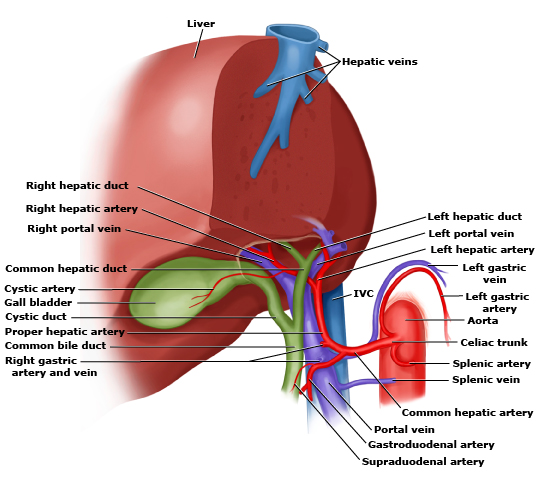 Liver
Hepatic veins
Right hepatic duct
Right hepatic artery
Right portal vein
Common hepatic duct
Cystic artery
Gall bladder
Cystic duct
Proper hepatic artery
Common bile duct
Right gastric
artery and vein
Left hepatic duct
Left portal vein
Left hepatic artery
Left gastric
vein
IVC
Left gastric
artery
Aorta
Celiac trunk
Splenic artery
Splenic vein
Common hepatic artery
Portal vein
Gastroduodenal artery
Supraduodenal artery